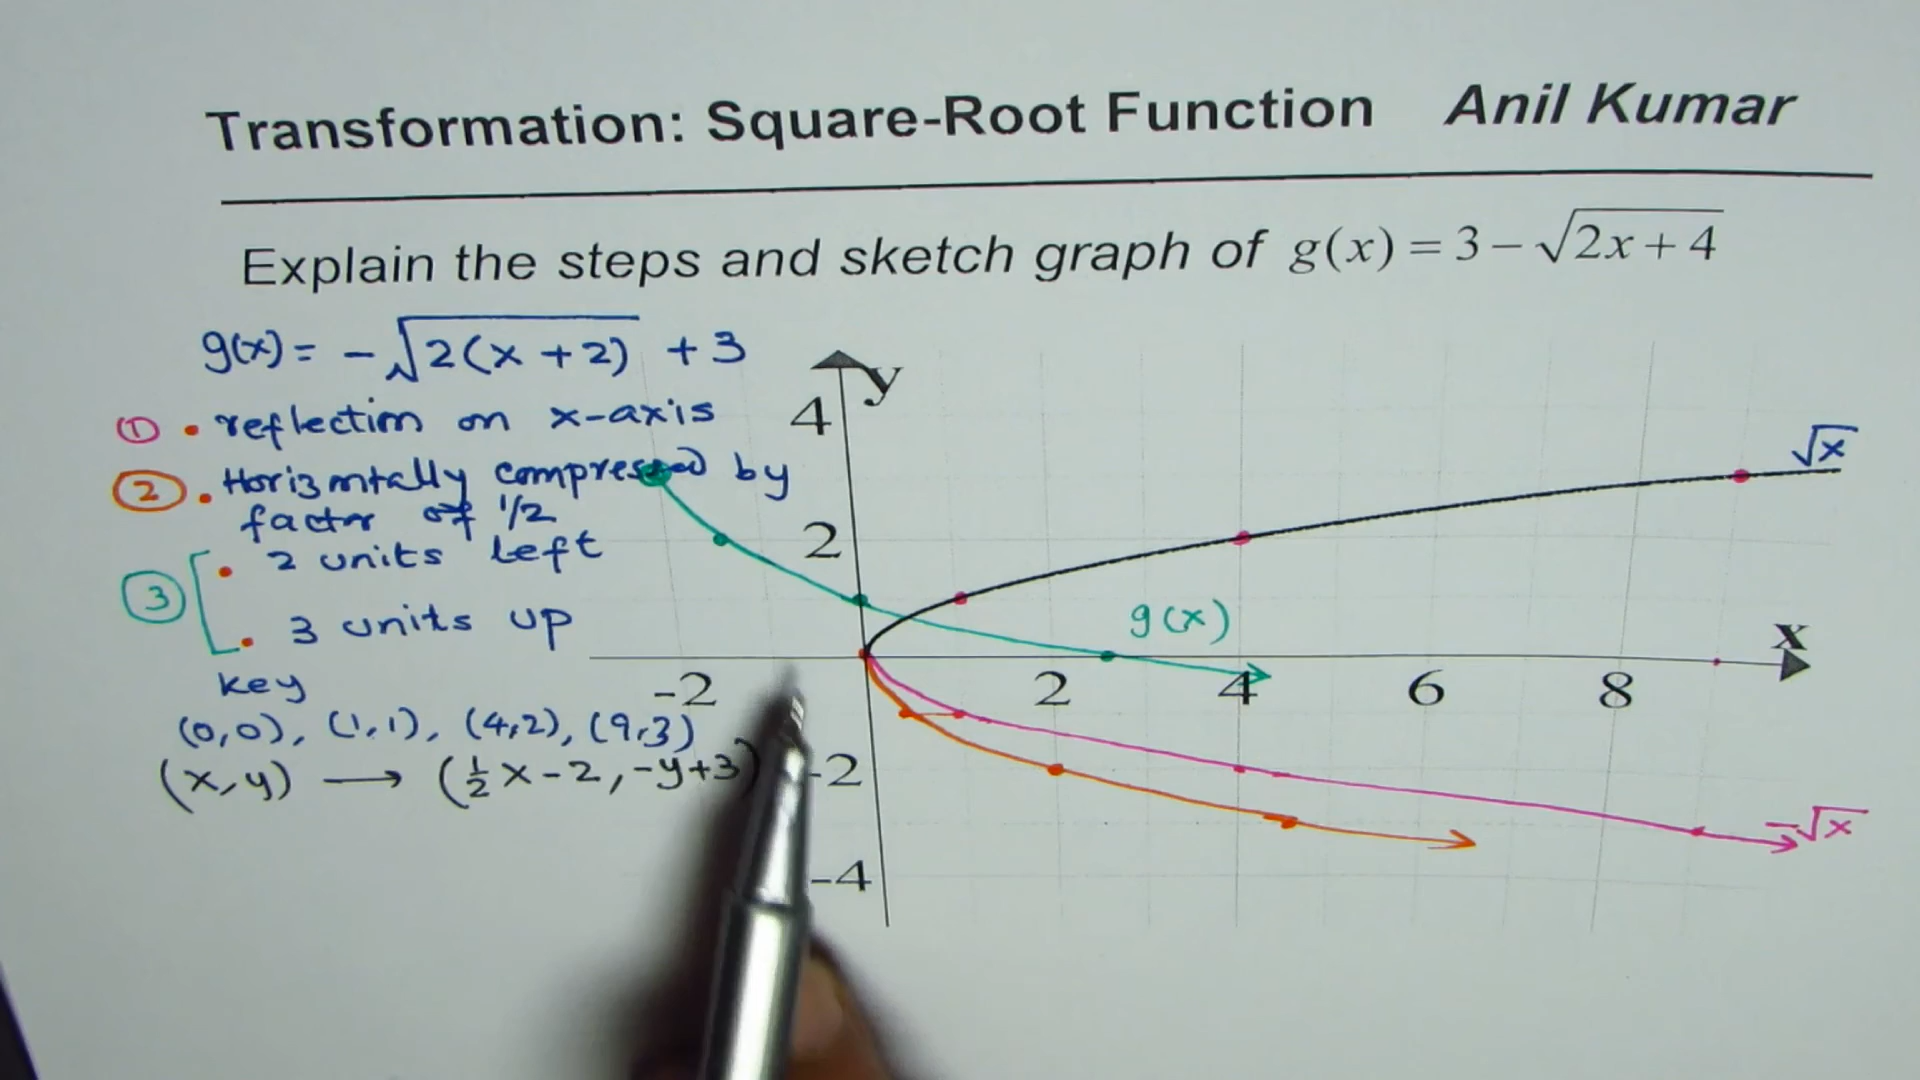 Transformation: Square-Root Function Anil Kumar
Explain the steps and sketch graph of g(x) = 3 − √2x + 4
g(x) = - √2(x + 2) + 3
① • reflection on x-axis
② • Horizontally compressed by
factor of 1/2
③ • 2 units left
• 3 units up
key
(0,0), (1,1), (4,2), (9,3)
(x,y) → (½x-2, -y+3)
y
4
2
-2
-4
x
-2 2 4 6 8
√x
g(x)
-√x